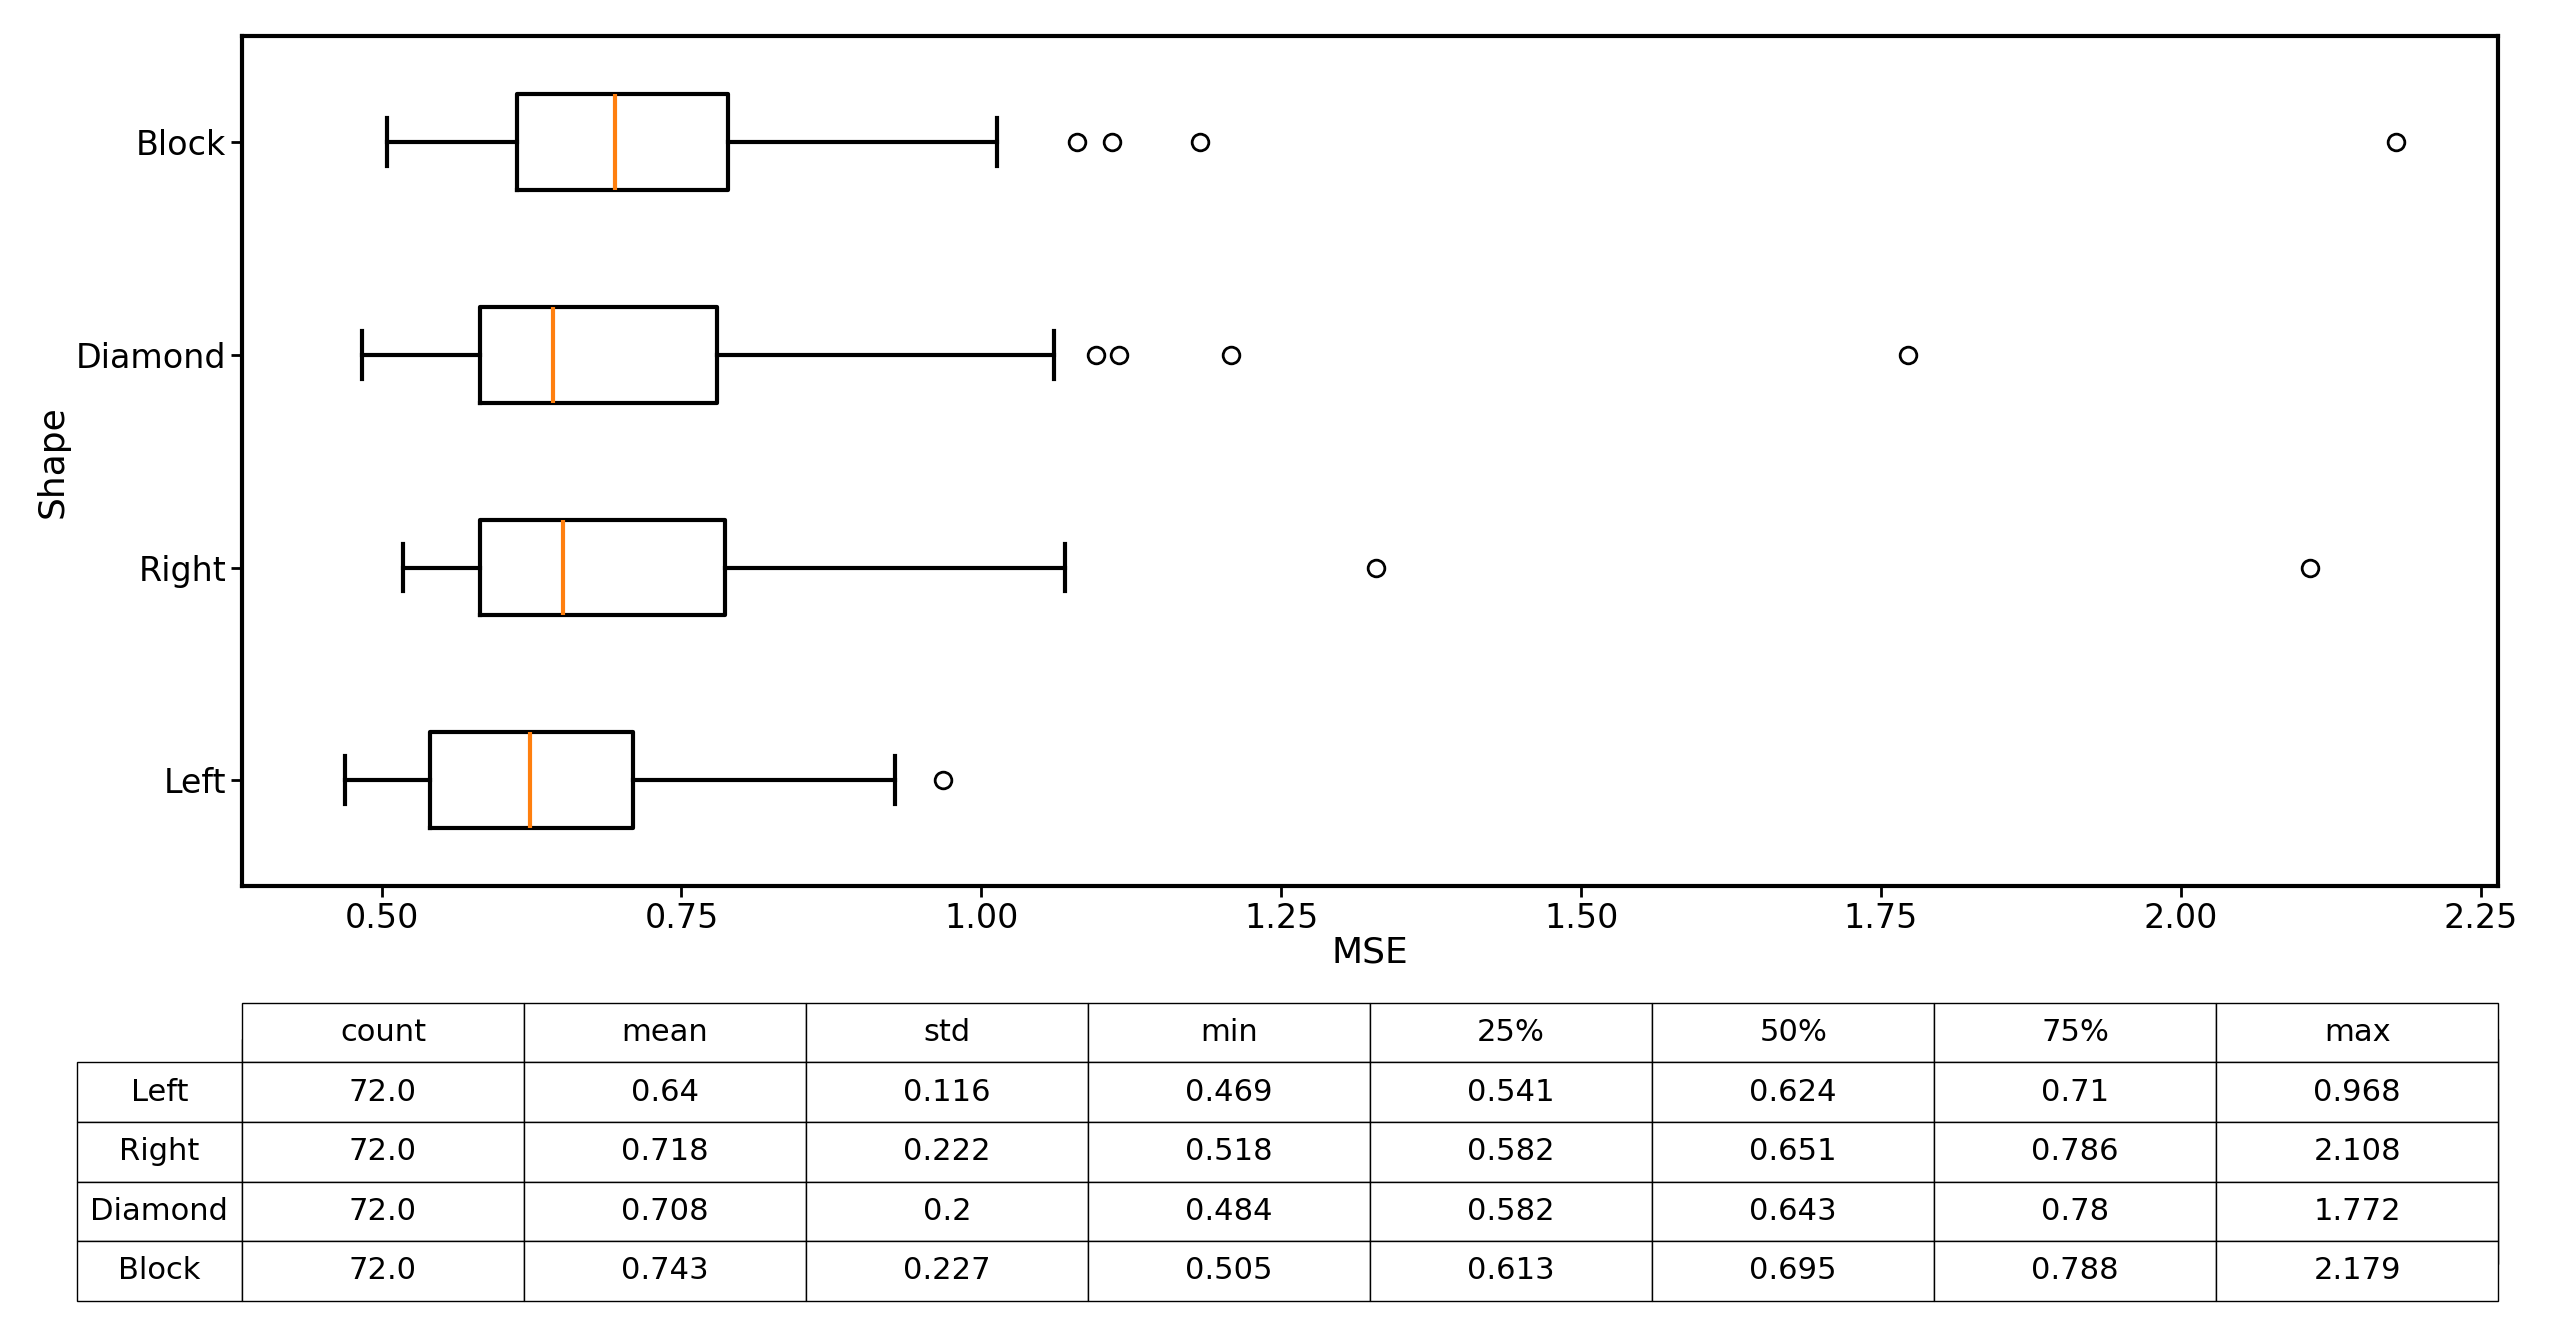 Block
Diamond
Right
Left
Shape
0.50 0.75 1.00 1.25 1.50 1.75 2.00 2.25
MSE
count mean std min 25% 50% 75% max
Left 72.0 0.64 0.116 0.469 0.541 0.624 0.71 0.968
Right 72.0 0.718 0.222 0.518 0.582 0.651 0.786 2.108
Diamond 72.0 0.708 0.2 0.484 0.582 0.643 0.78 1.772
Block 72.0 0.743 0.227 0.505 0.613 0.695 0.788 2.179